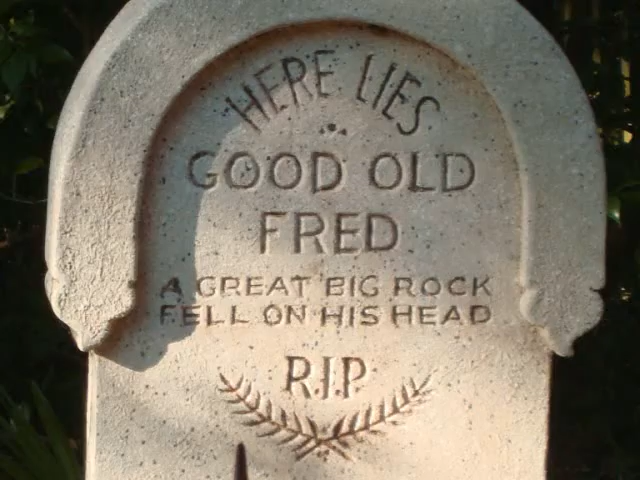 HERE LIES
GOOD OLD
FRED
A GREAT BIG ROCK
FELL ON HIS HEAD
R.I.P.